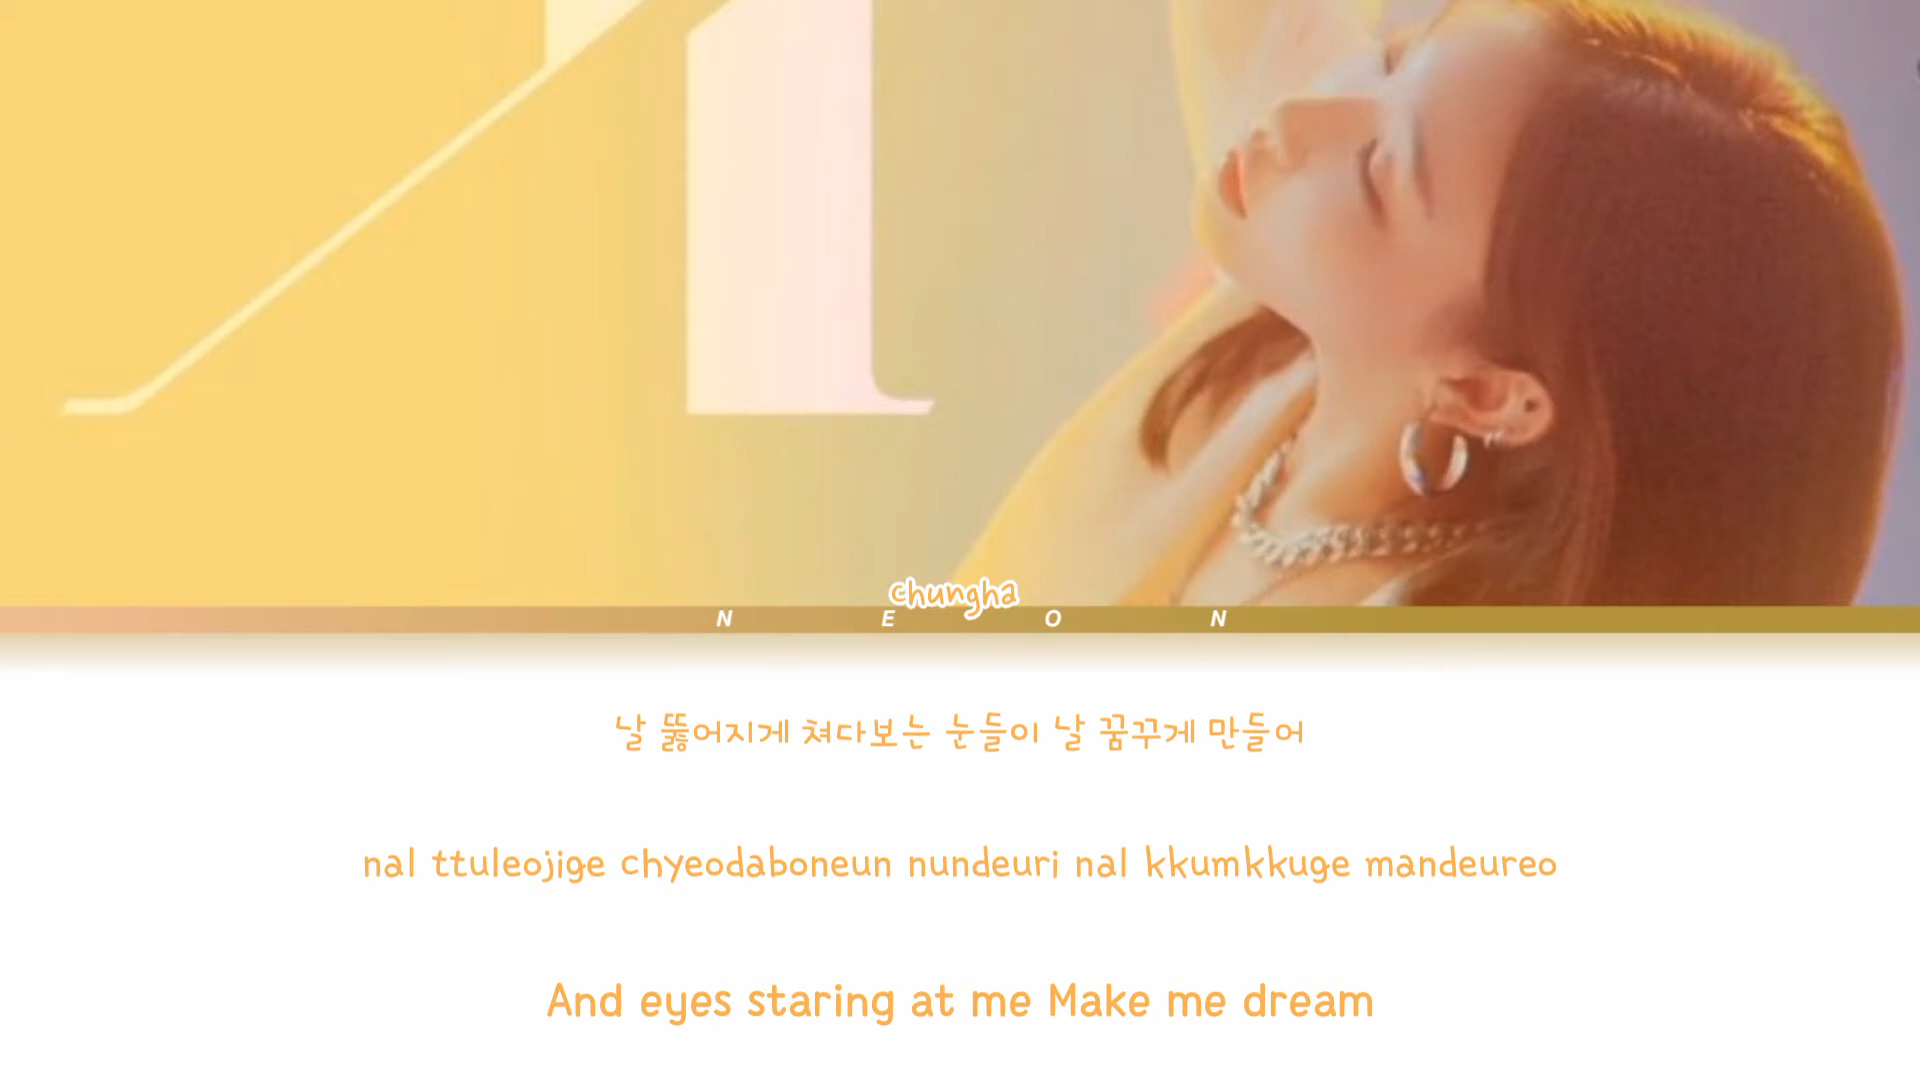 chungha
N E O N
날 뚫어지게 쳐다보는 눈들이 날 꿈꾸게 만들어
nal ttuleojige chyeodaboneun nundeuri nal kkumkkuge mandeureo
And eyes staring at me Make me dream